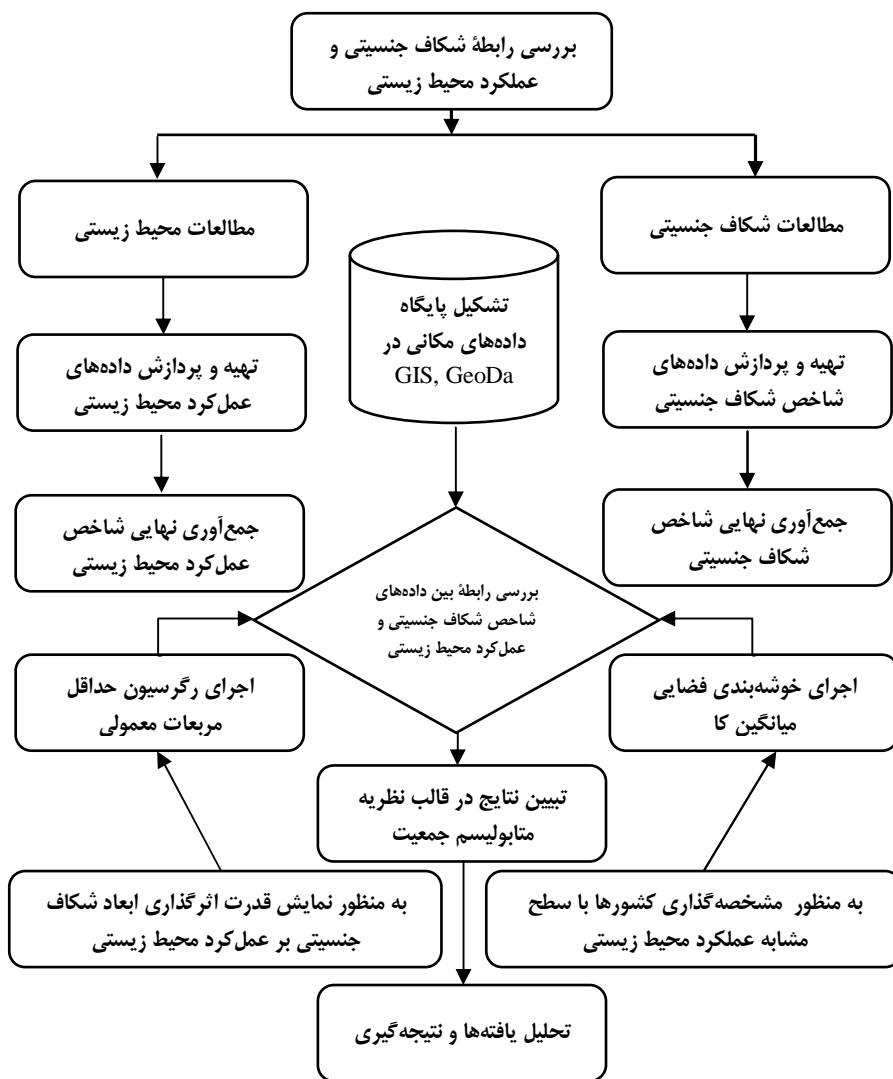 بررسی رابطۀ شکاف جنسیتی و
عملکرد محیط زیستی
مطالعات شکاف جنسیتی
مطالعات محیط زیستی
تشکیل پایگاه
داده‌های مکانی در
GIS, GeoDa
تهیه و پردازش داده‌های
شاخص شکاف جنسیتی
تهیه و پردازش داده‌های
عمل‌کرد محیط زیستی
جمع‌آوری نهایی شاخص
شکاف جنسیتی
جمع‌آوری نهایی شاخص
عمل‌کرد محیط زیستی
بررسی رابطۀ بین داده‌های
شاحص شکاف جنسیتی و
عمل‌کرد محیط زیستی
اجرای خوشه‌بندی فضایی
میانگین کا
اجرای رگرسیون حداقل
مربعات معمولی
تبیین نتایج در قالب نظریه
متابولیسم جمعیت
به منظور مشخصه‌گذاری کشورها با سطح
مشابه عملکرد محیط زیستی
به منظور نمایش قدرت اثرگذاری ابعاد شکاف
جنسیتی بر عمل‌کرد محیط زیستی
تحلیل یافته‌ها و نتیجه‌گیری